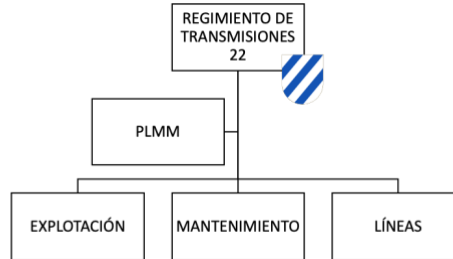 REGIMIENTO DE
TRANSMISIONES
22
PLMM
EXPLOTACIÓN
MANTENIMIENTO
LÍNEAS